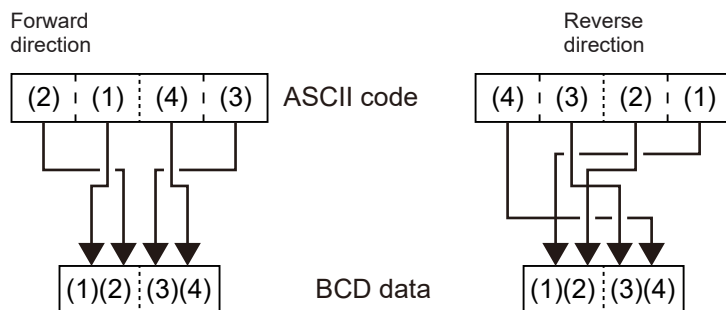 Forward
direction
Reverse
direction
(2) (1) (4) (3) ASCII code (4) (3) (2) (1)
(1)(2) (3)(4) BCD data (1)(2) (3)(4)